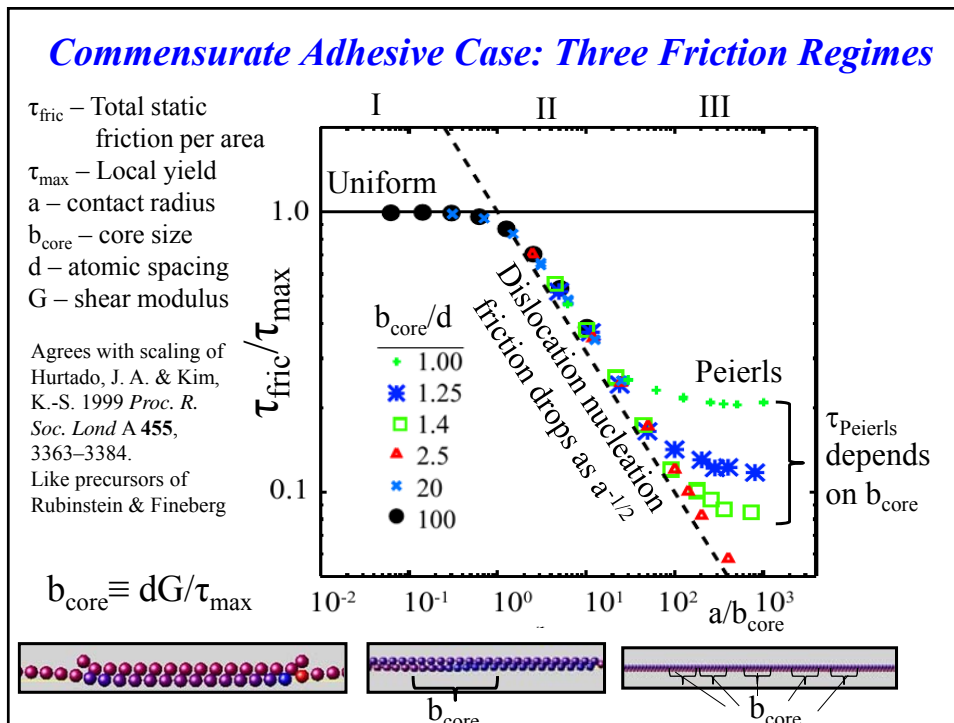 Commensurate Adhesive Case: Three Friction Regimes
τfric – Total static
friction per area
τmax – Local yield
a – contact radius
bcore – core size
d – atomic spacing
G – shear modulus
Agrees with scaling of
Hurtado, J. A. & Kim,
K.-S. 1999 Proc. R.
Soc. Lond A 455,
3363–3384.
Like precursors of
Rubinstein & Fineberg
bcore≡ dG/τmax
I II III
Uniform
1.0
0.1
τfric/τmax
bcore/d
1.00
1.25
1.4
2.5
20
100
Dislocation nucleation
friction drops as a-1/2
Peierls
τPeierls
depends
on bcore
10-2 10-1 100 101 102 103
a/bcore
bcore
bcore